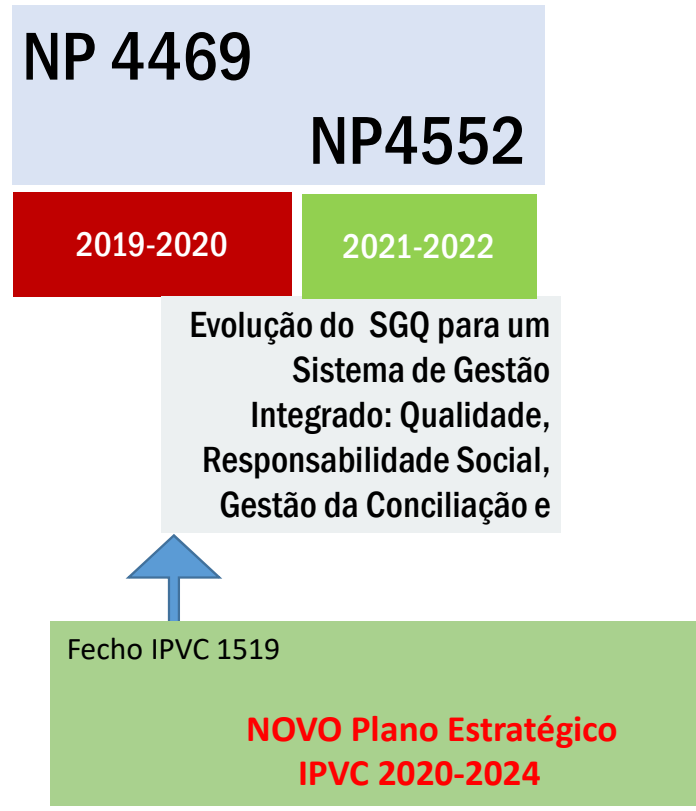 NP 4469
NP4552
2019-2020
2021-2022
Evolução do SGQ para um
Sistema de Gestão
Integrado: Qualidade,
Responsabilidade Social,
Gestão da Conciliação e
Fecho IPVC 1519
NOVO Plano Estratégico
IPVC 2020-2024